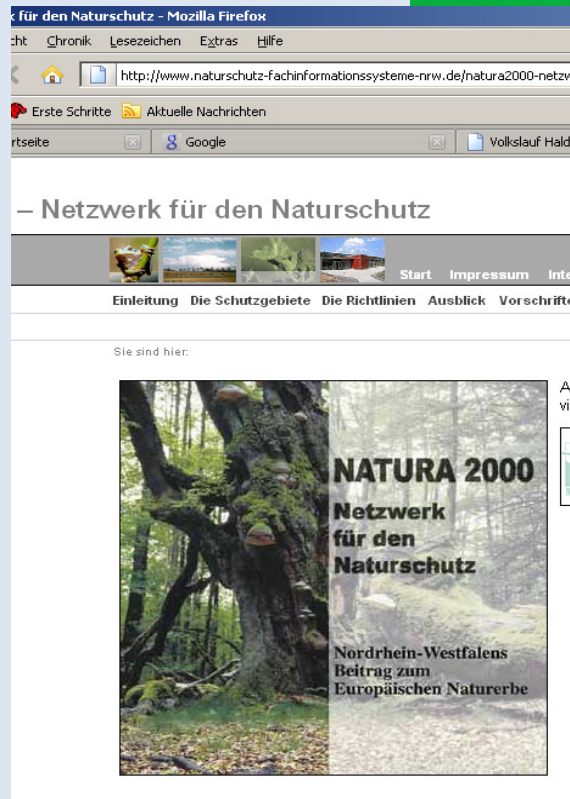 für den Naturschutz - Mozilla Firefox
cht Chronik Lesezeichen Extras Hilfe
http://www.naturschutz-fachinformationssysteme-nrw.de/natura2000-netzw
Erste Schritte Aktuelle Nachrichten
rtseite Google Volkslauf Hald
– Netzwerk für den Naturschutz
Start Impressum Inte
Einleitung Die Schutzgebiete Die Richtlinien Ausblick Vorschrifte
Sie sind hier:
A
vi
NATURA 2000
Netzwerk
für den
Naturschutz
Nordrhein-Westfalens
Beitrag zum
Europäischen Naturerbe